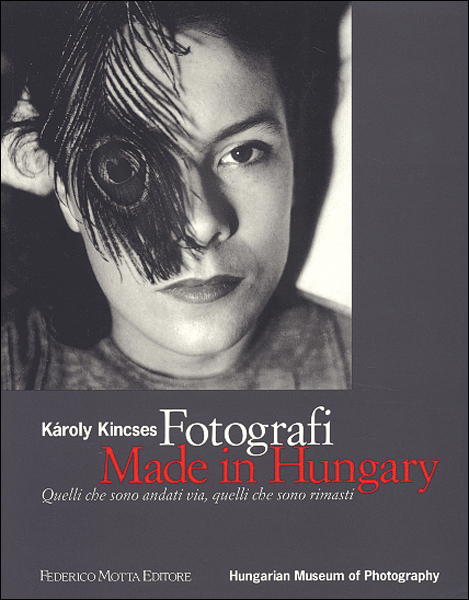 Károly Kincses Fotografi
Made in Hungary
Quelli che sono andati via, quelli che sono rimasti
FEDERICO MOTTA EDITORE Hungarian Museum of Photography